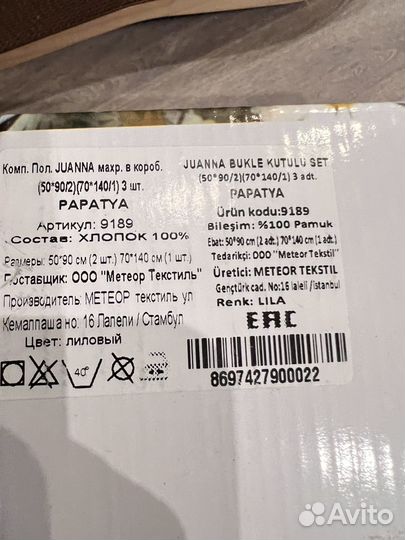 Комп. Пол. JUANNA махр. в короб.
(50*90/2)(70*140/1) 3 шт.
PAPATYA
Артикул: 9189
Состав: ХЛОПОК 100%
Размеры: 50*90 см (2 шт.) 70*140 см (1 шт.)
Поставщик: ООО "Метеор Текстиль"
Производитель: МЕТЕОР текстиль ул
Кемаллпаша но: 16 Лалели / Стамбул
Цвет: лиловый
40°
JUANNA BUKLE KUTULU SET
(50*90/2)(70*140/1) 3 adt.
PAPATYA
Ürün kodu:9189
Bileşim: %100 Pamuk
Ebat: 50*90 cm (2 adt.) 70*140 cm (1 adt.)
Tedarikçi: ООО "Meteor Tekstil"
Üretici: METEOR TEKSTIL
Gençtürk cad. No:16 laleli /istanbul
Renk: LILA
EAC
8697427900022
Avito